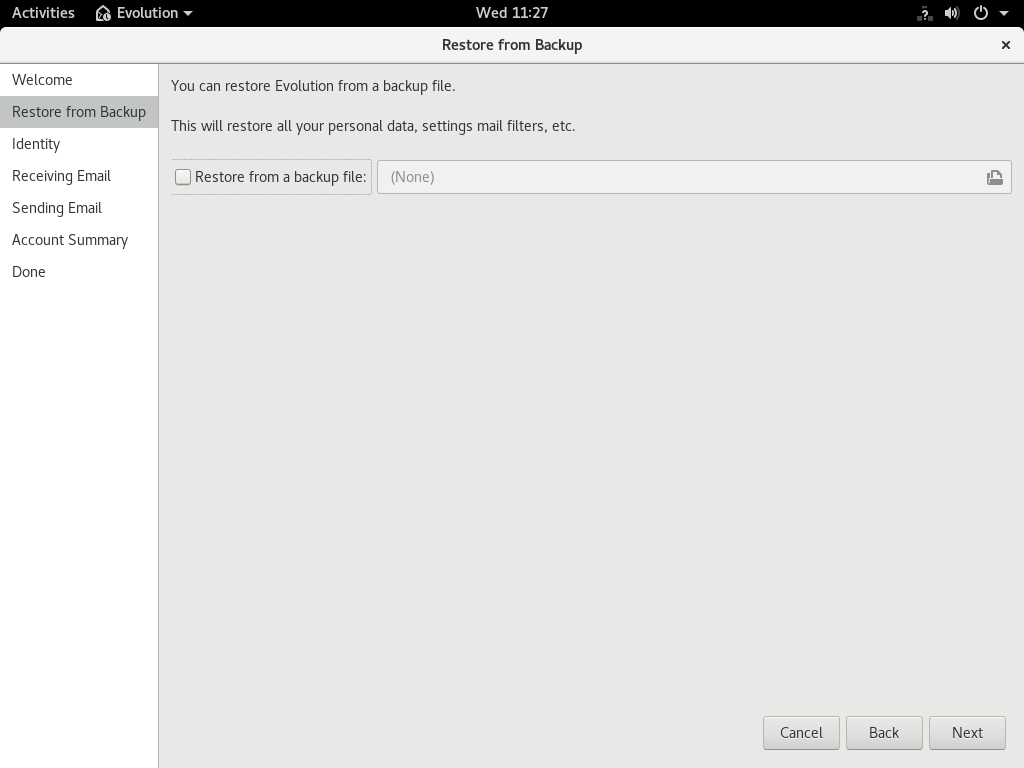 Activities Evolution Wed 11:27
Restore from Backup
Welcome
Restore from Backup
Identity
Receiving Email
Sending Email
Account Summary
Done
You can restore Evolution from a backup file.
This will restore all your personal data, settings mail filters, etc.
Restore from a backup file: (None)
Cancel Back Next